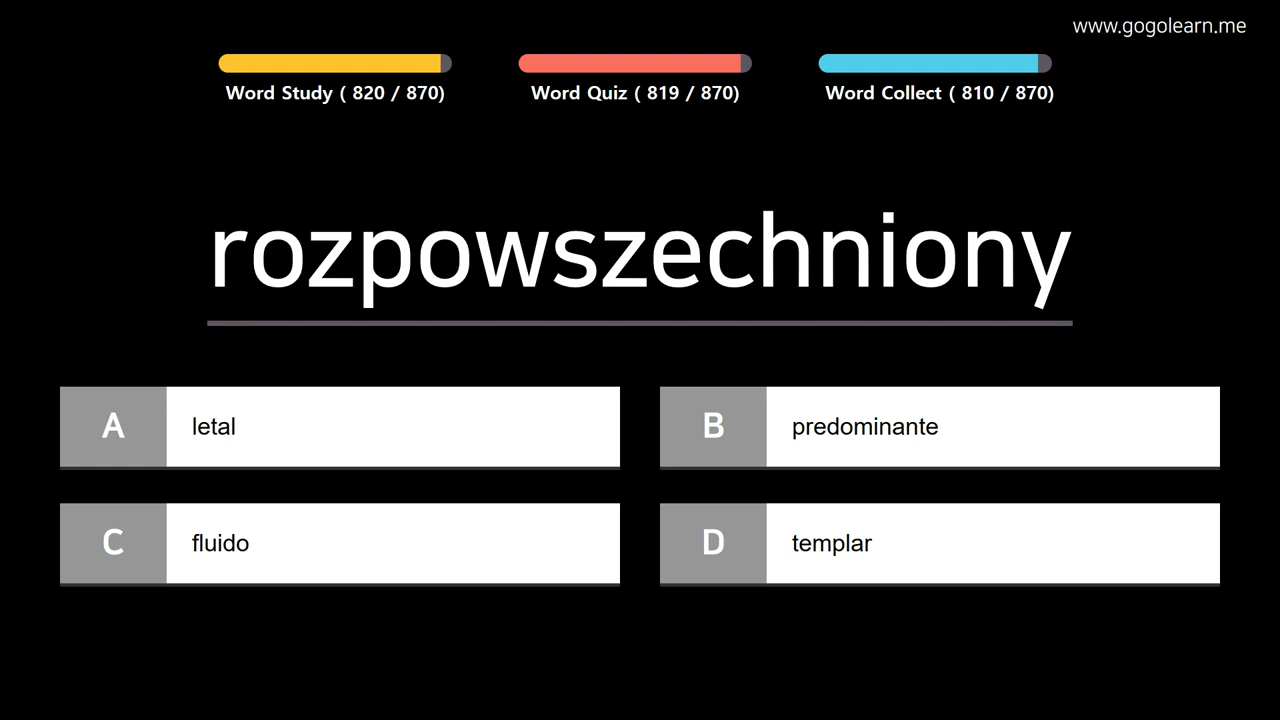 www.gogolearn.me
Word Study ( 820 / 870)
Word Quiz ( 819 / 870)
Word Collect ( 810 / 870)
rozpowszechniony
A letal
B predominante
C fluido
D templar